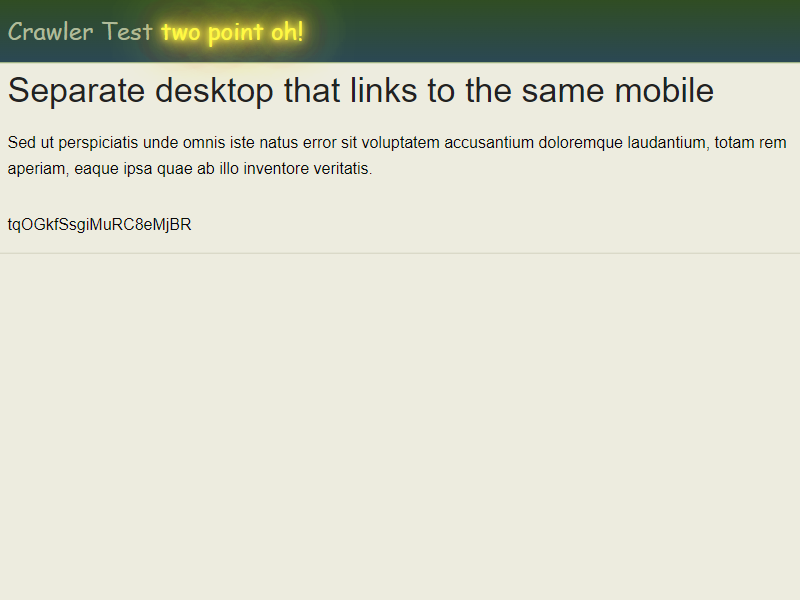 Crawler Test two point oh!
Separate desktop that links to the same mobile
Sed ut perspiciatis unde omnis iste natus error sit voluptatem accusantium doloremque laudantium, totam rem
aperiam, eaque ipsa quae ab illo inventore veritatis.
tqOGkfSsgiMuRC8eMjBR